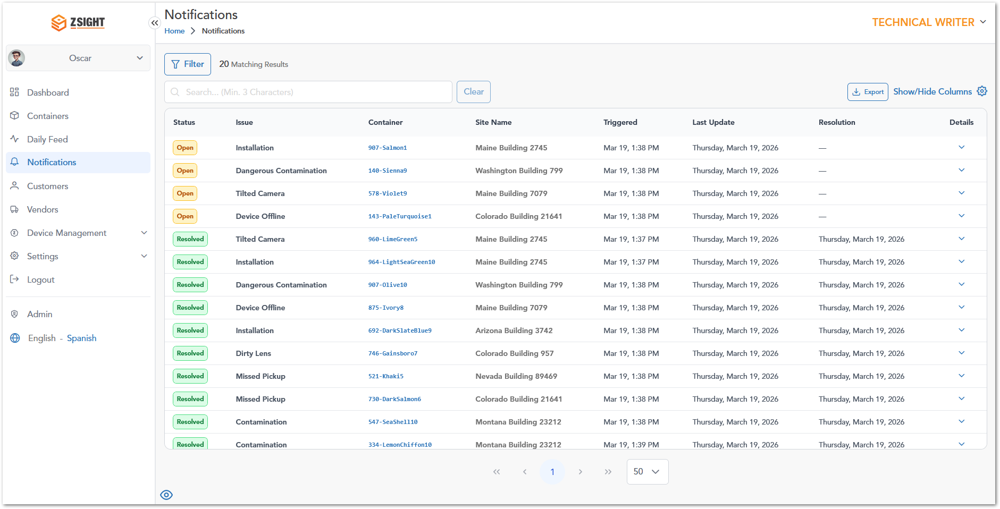 ZSIGHT
Notifications
Home > Notifications
TECHNICAL WRITER
Oscar
Dashboard
Containers
Daily Feed
Notifications
Customers
Vendors
Device Management
Settings
Logout
Admin
English - Spanish
Filter 20 Matching Results
Search... (Min. 3 Characters) Clear Export Show/Hide Columns
Status Issue Container Site Name Triggered Last Update Resolution Details
Open Installation 907-Salmon1 Maine Building 2745 Mar 19, 1:38 PM Thursday, March 19, 2026 —
Open Dangerous Contamination 140-Sienna9 Washington Building 799 Mar 19, 1:38 PM Thursday, March 19, 2026 —
Open Tilted Camera 578-Violet9 Maine Building 7079 Mar 19, 1:38 PM Thursday, March 19, 2026 —
Open Device Offline 143-PaleTurquoise1 Colorado Building 21641 Mar 19, 1:38 PM Thursday, March 19, 2026 —
Resolved Tilted Camera 960-LimeGreen5 Maine Building 2745 Mar 19, 1:37 PM Thursday, March 19, 2026 Thursday, March 19, 2026
Resolved Installation 964-LightSeaGreen10 Maine Building 2745 Mar 19, 1:37 PM Thursday, March 19, 2026 Thursday, March 19, 2026
Resolved Dangerous Contamination 907-Olive10 Washington Building 799 Mar 19, 1:38 PM Thursday, March 19, 2026 Thursday, March 19, 2026
Resolved Device Offline 875-Ivory8 Maine Building 7079 Mar 19, 1:38 PM Thursday, March 19, 2026 Thursday, March 19, 2026
Resolved Installation 692-DarkSlateBlue9 Arizona Building 3742 Mar 19, 1:38 PM Thursday, March 19, 2026 Thursday, March 19, 2026
Resolved Dirty Lens 746-Gainsboro7 Colorado Building 957 Mar 19, 1:38 PM Thursday, March 19, 2026 Thursday, March 19, 2026
Resolved Missed Pickup 521-Khaki5 Nevada Building 89469 Mar 19, 1:38 PM Thursday, March 19, 2026 Thursday, March 19, 2026
Resolved Missed Pickup 730-DarkSalmon6 Colorado Building 21641 Mar 19, 1:38 PM Thursday, March 19, 2026 Thursday, March 19, 2026
Resolved Contamination 547-SeaShell10 Montana Building 23212 Mar 19, 1:38 PM Thursday, March 19, 2026 Thursday, March 19, 2026
Resolved Contamination 334-LemonChiffon10 Montana Building 23212 Mar 19, 1:39 PM Thursday, March 19, 2026 Thursday, March 19, 2026
« ‹ 1 › » 50